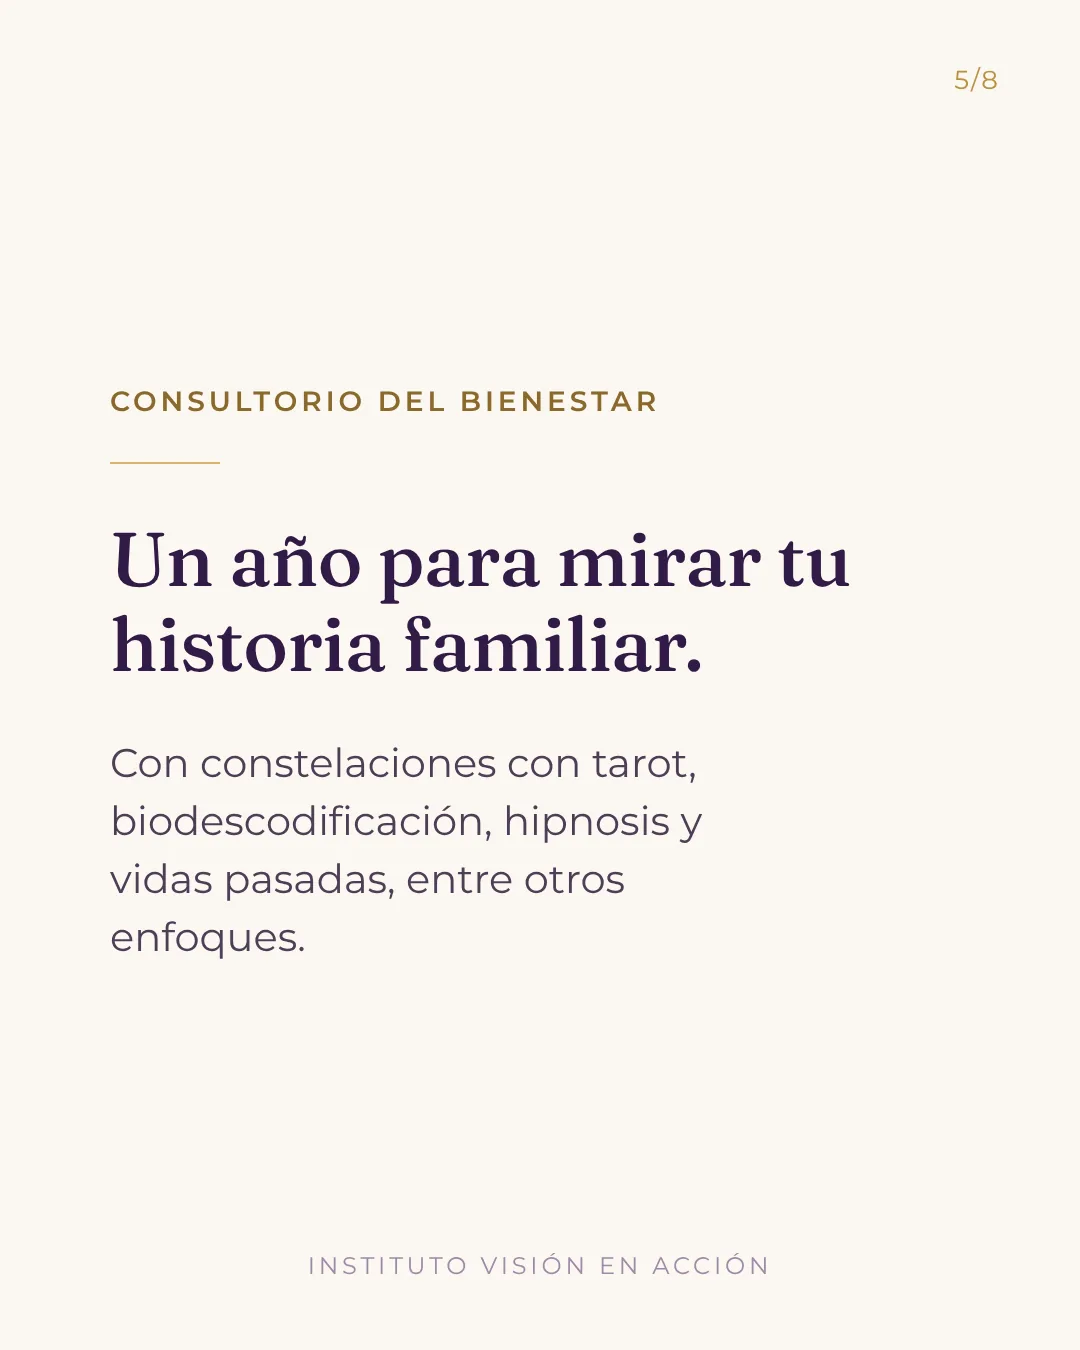 5/8
CONSULTORIO DEL BIENESTAR
Un año para mirar tu
historia familiar.
Con constelaciones con tarot,
biodescodificación, hipnosis y
vidas pasadas, entre otros
enfoques.
INSTITUTO VISIÓN EN ACCIÓN